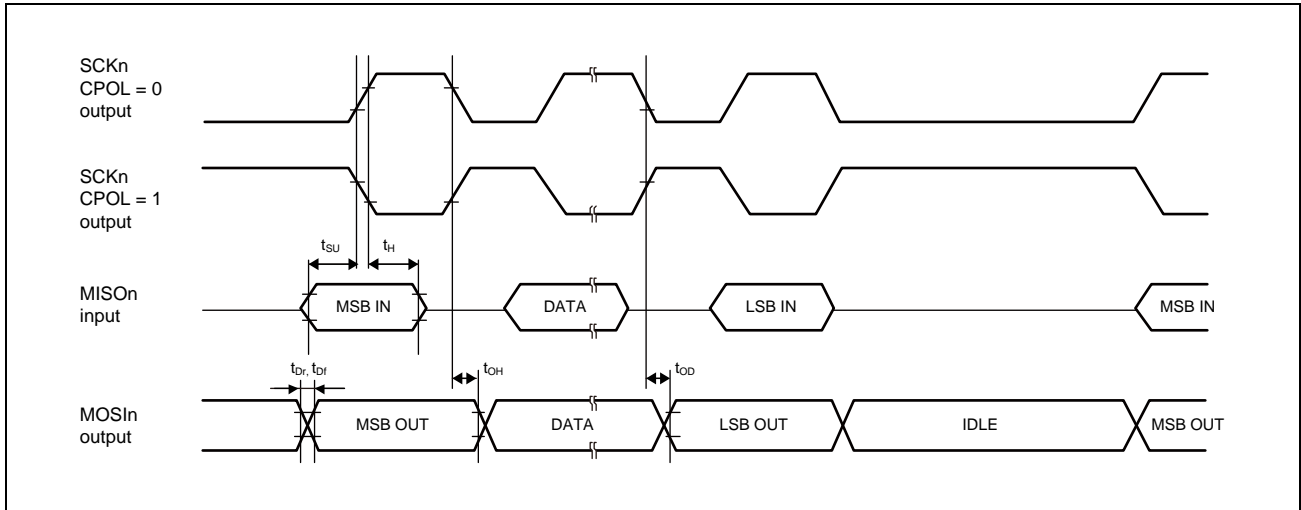 SCKn
CPOL = 0
output
SCKn
CPOL = 1
output
tSU
tH
MISOn
input
MSB IN
DATA
LSB IN
MSB IN
tDr, tDf
tOH
tOD
MOSIn
output
MSB OUT
DATA
LSB OUT
IDLE
MSB OUT